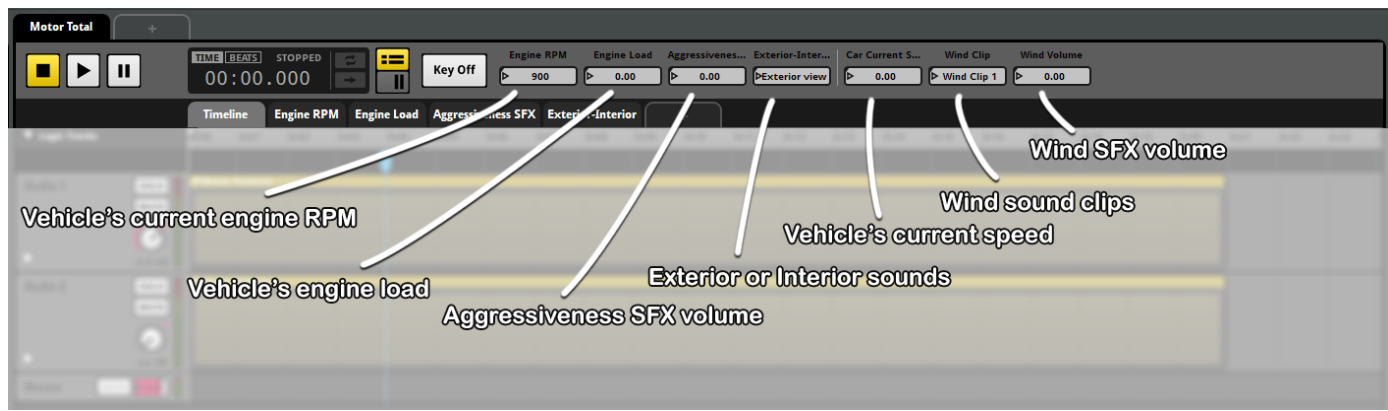 Motor Total +
TIME BEATS STOPPED
00:00.000
Key Off
Engine RPM Engine Load Aggressivenes... Exterior-Inter... Car Current S... Wind Clip Wind Volume
900 0.00 0.00 Exterior view 0.00 Wind Clip 1 0.00
Timeline Engine RPM Engine Load Aggressiveness SFX Exterior-Interior
Wind SFX volume
Wind sound clips
Vehicle's current engine RPM
Vehicle's current speed
Exterior or Interior sounds
Vehicle's engine load
Aggressiveness SFX volume